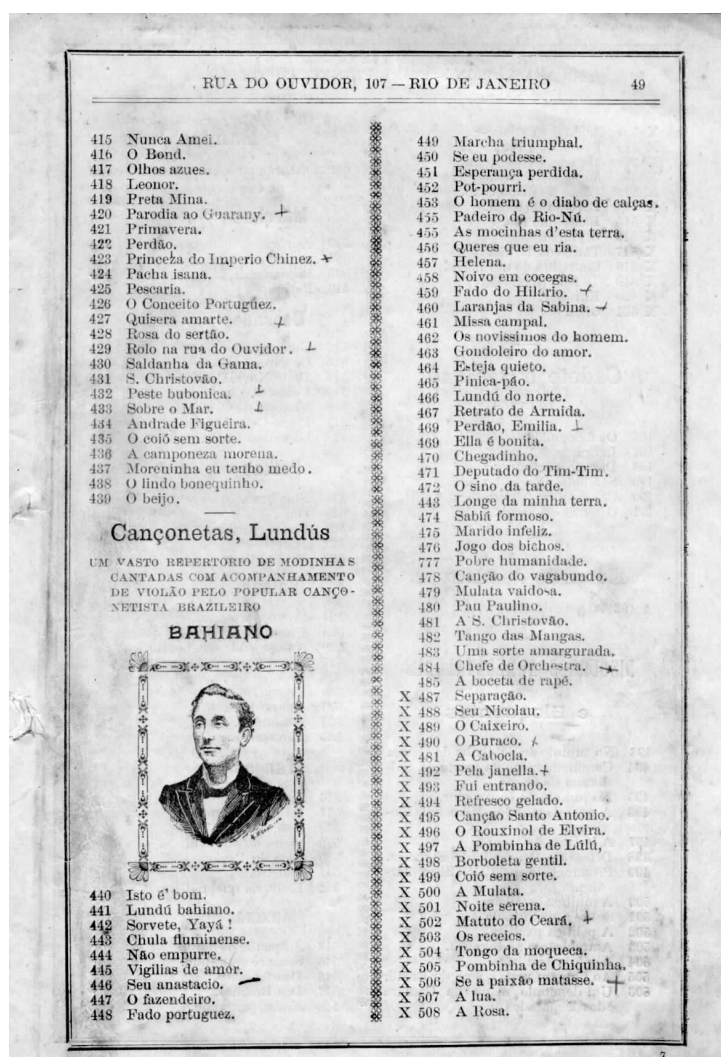 RUA DO OUVIDOR, 107 — RIO DE JANEIRO 49
415 Nunca Amei.
416 O Bond.
417 Olhos azues.
418 Leonor.
419 Preta Mina.
420 Parodia ao Guarany.
421 Primavera.
422 Perdão.
423 Princeza do Imperio Chinez.
424 Pacha isana.
425 Pescaria.
426 O Conceito Portuguez.
427 Quisera amarte.
428 Rosa do sertão.
429 Rolo na rua do Ouvidor.
430 Saldanha da Gama.
431 S. Christovão.
432 Peste bubonica.
433 Sobre o Mar.
434 Andrade Figueira.
435 O coió sem sorte.
436 A camponeza morena.
437 Moreninha eu tenho medo.
438 O lindo bonequinho.
439 O beijo.
Cançonetas, Lundús
UM VASTO REPERTORIO DE MODINHAS
CANTADAS COM ACOMPANHAMENTO
DE VIOLÃO PELO POPULAR CANÇO-
NETISTA BRAZILEIRO
BAHIANO
440 Isto é' bom.
441 Lundú bahiano.
442 Sorvete, Yayá !
443 Chula fluminense.
444 Não empurre.
445 Vigilias de amor.
446 Seu anastacio.
447 O fazendeiro.
448 Fado portuguez.
449 Marcha triumphal.
450 Se eu podesse.
451 Esperança perdida.
452 Pot-pourri.
453 O homem é o diabo de calças.
455 Padeiro do Rio-Nú.
455 As mocinhas d'esta terra.
456 Queres que eu ria.
457 Helena.
458 Noivo em cocegas.
459 Fado do Hilario.
460 Laranjas da Sabina.
461 Missa campal.
462 Os novissimos do homem.
463 Gondoleiro do amor.
464 Esteja quieto.
465 Pinica-pão.
466 Lundú do norte.
467 Retrato de Armida.
469 Perdão, Emilia.
469 Ella é bonita.
470 Chegadinho.
471 Deputado do Tim-Tim.
472 O sino da tarde.
443 Longe da minha terra.
474 Sabiá formoso.
475 Marido infeliz.
476 Jogo dos bichos.
777 Pobre humanidade.
478 Canção do vagabundo.
479 Mulata vaidosa.
480 Pau Paulino.
481 A S. Christovão.
482 Tango das Mangas.
483 Uma sorte amargurada.
484 Chefe de Orchestra.
485 A boceta de rapé.
X 487 Separação.
X 488 Seu Nicolau.
X 489 O Caixeiro.
X 490 O Buraco.
X 481 A Cabocla.
X 492 Pela janella.
X 493 Fui entrando.
X 494 Refresco gelado.
X 495 Canção Santo Antonio.
X 496 O Rouxinol de Elvira.
X 497 A Pombinha de Lúlú,
X 498 Borboleta gentil.
X 499 Coió sem sorte.
X 500 A Mulata.
X 501 Noite serena.
X 502 Matuto do Ceará.
X 503 Os receios.
X 504 Tongo da moqueca.
X 505 Pombinha de Chiquinha.
X 506 Se a paixão matasse.
X 507 A lua.
X 508 A Rosa.
7